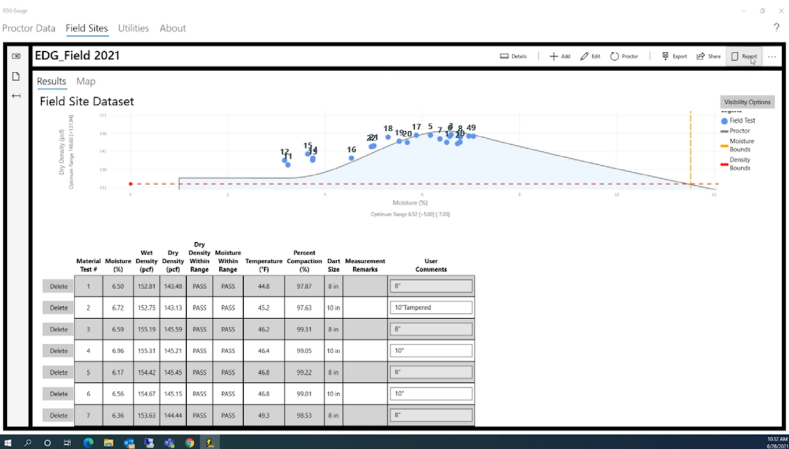 EDG Gauge
Proctor Data Field Sites Utilities About ?
EDG_Field 2021
Details Add Edit Proctor Export Share Report ...
Results Map
Field Site Dataset
Visibility Options
Field Test
Proctor
Moisture Bounds
Density Bounds
Dry Density (pcf)
18 17 5
16
Moisture (%)
Material Test # Moisture (%) Wet Density (pcf) Dry Density (pcf) Dry Density Within Range Moisture Within Range Temperature (°F) Percent Compaction (%) Dart Size Measurement Remarks User Comments
Delete 1 6.50 152.81 143.48 PASS PASS 44.8 97.87 8 in 8"
Delete 2 6.72 152.75 143.13 PASS PASS 45.2 97.63 10 in 10"Tampered
Delete 3 6.59 155.19 145.59 PASS PASS 46.2 99.31 8 in 8"
Delete 4 6.96 155.31 145.21 PASS PASS 46.4 99.05 10 in 10"
Delete 5 6.17 154.42 145.45 PASS PASS 46.8 99.22 8 in 8"
Delete 6 6.56 154.67 145.15 PASS PASS 46.8 99.01 10 in 10"
Delete 7 6.36 153.63 144.44 PASS PASS 49.3 98.53 8 in 8"
10:37 AM
6/28/2021